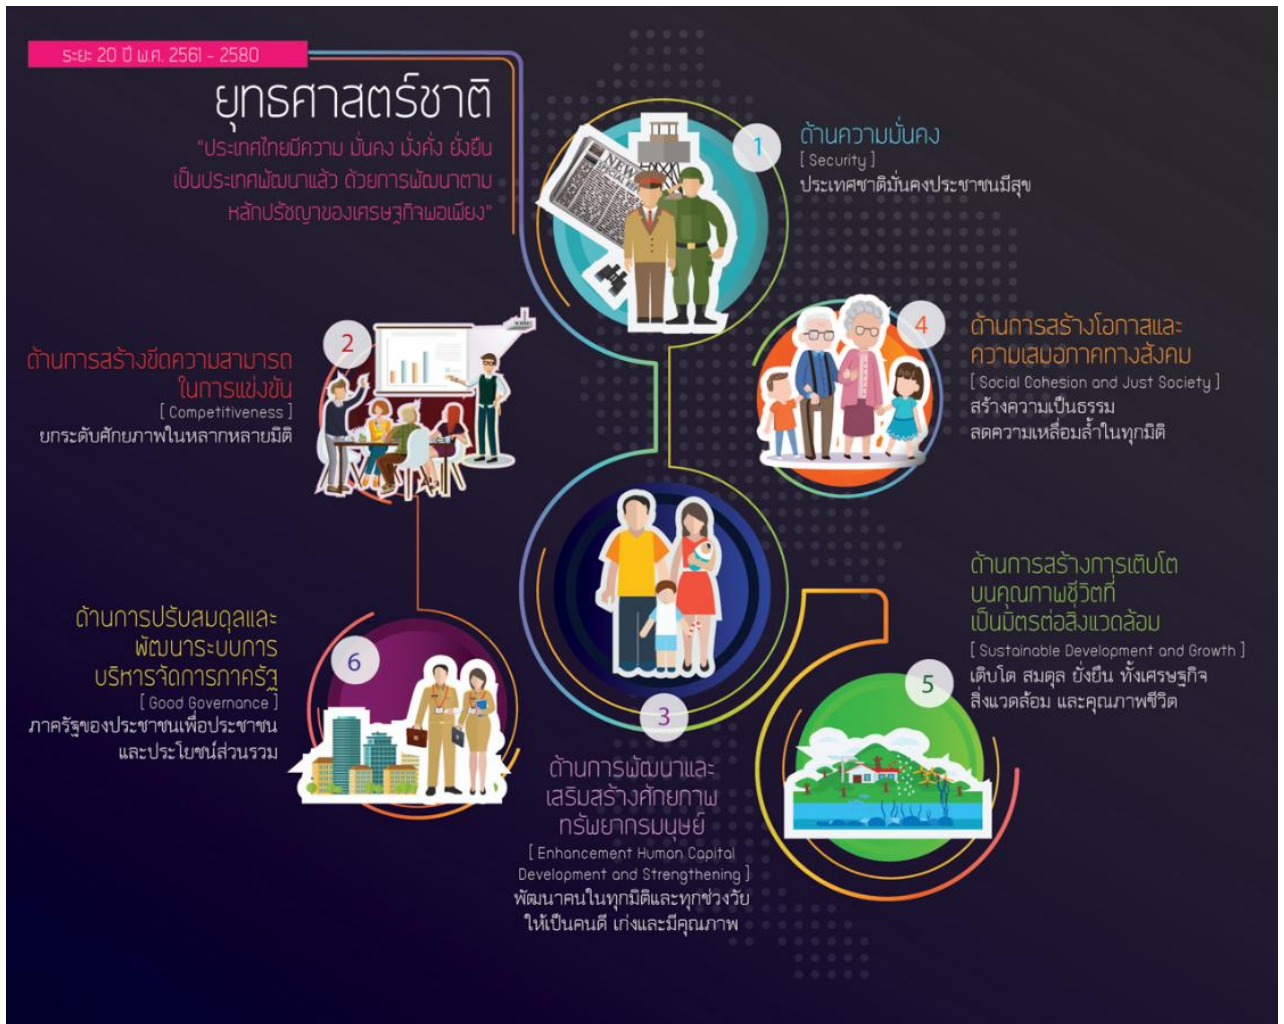 ระยะ 20 ปี พ.ศ. 2561 - 2580
ยุทธศาสตร์ชาติ
"ประเทศไทยมีความ มั่นคง มั่งคั่ง ยั่งยืน
เป็นประเทศพัฒนาแล้ว ด้วยการพัฒนาตาม
หลักปรัชญาของเศรษฐกิจพอเพียง"
1
ด้านความมั่นคง
[ Security ]
ประเทศชาติมั่นคงประชาชนมีสุข
NEWS
2
ด้านการสร้างขีดความสามารถ
ในการแข่งขัน
[ Competitiveness ]
ยกระดับศักยภาพในหลากหลายมิติ
3
ด้านการพัฒนาและ
เสริมสร้างศักยภาพ
ทรัพยากรมนุษย์
[ Enhancement Human Capital
Development and Strengthening ]
พัฒนาคนในทุกมิติและทุกช่วงวัย
ให้เป็นคนดี เก่งและมีคุณภาพ
4
ด้านการสร้างโอกาสและ
ความเสมอภาคทางสังคม
[ Social Cohesion and Just Society ]
สร้างความเป็นธรรม
ลดความเหลื่อมล้ำในทุกมิติ
5
ด้านการสร้างการเติบโต
บนคุณภาพชีวิตที่
เป็นมิตรต่อสิ่งแวดล้อม
[ Sustainable Development and Growth ]
เติบโต สมดุล ยั่งยืน ทั้งเศรษฐกิจ
สิ่งแวดล้อม และคุณภาพชีวิต
6
ด้านการปรับสมดุลและ
พัฒนาระบบการ
บริหารจัดการภาครัฐ
[ Good Governance ]
ภาครัฐของประชาชนเพื่อประชาชน
และประโยชน์ส่วนรวม